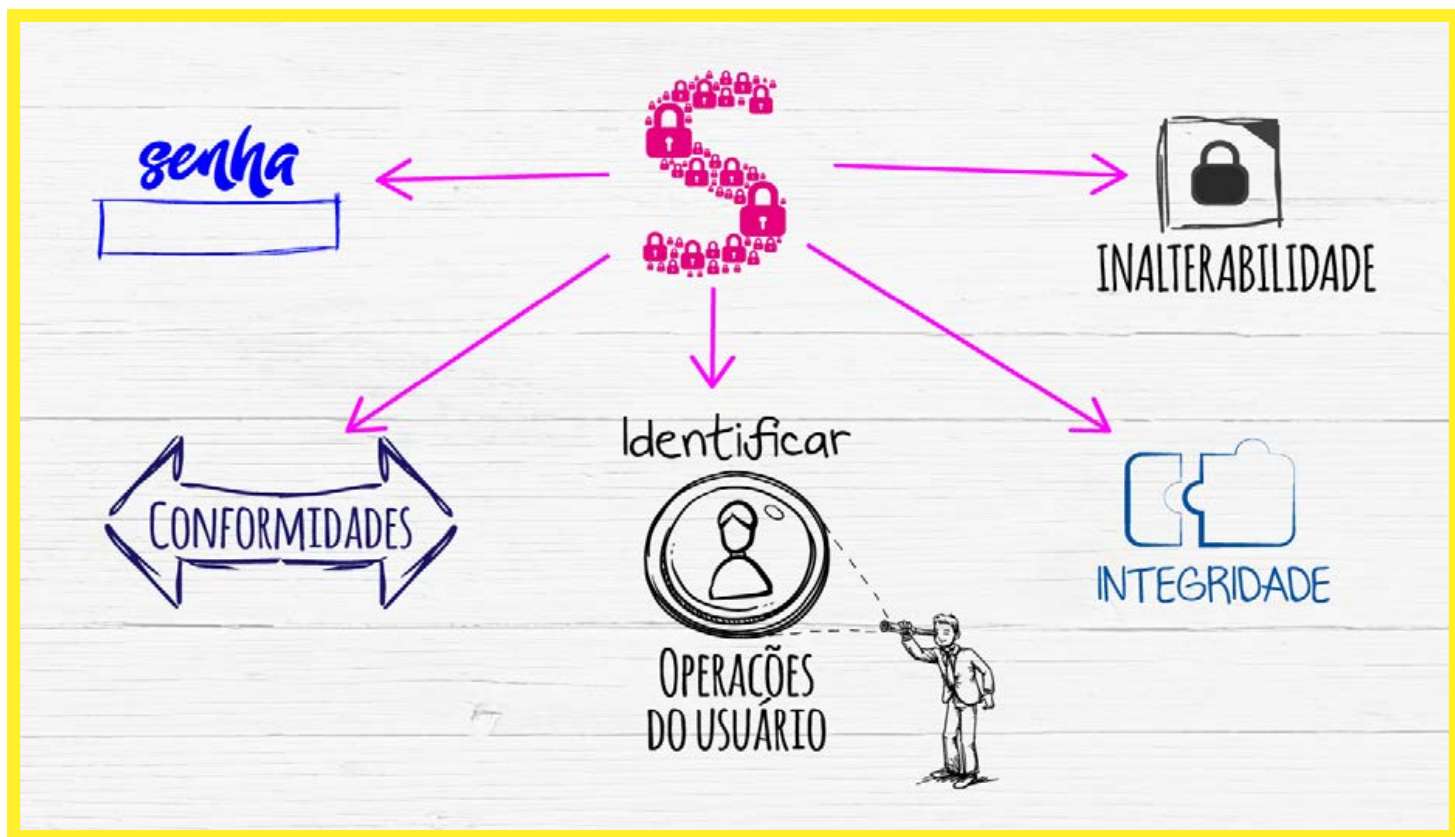 senha
S
INALTERABILIDADE
CONFORMIDADES
Identificar
OPERAÇÕES
DO USUÁRIO
INTEGRIDADE